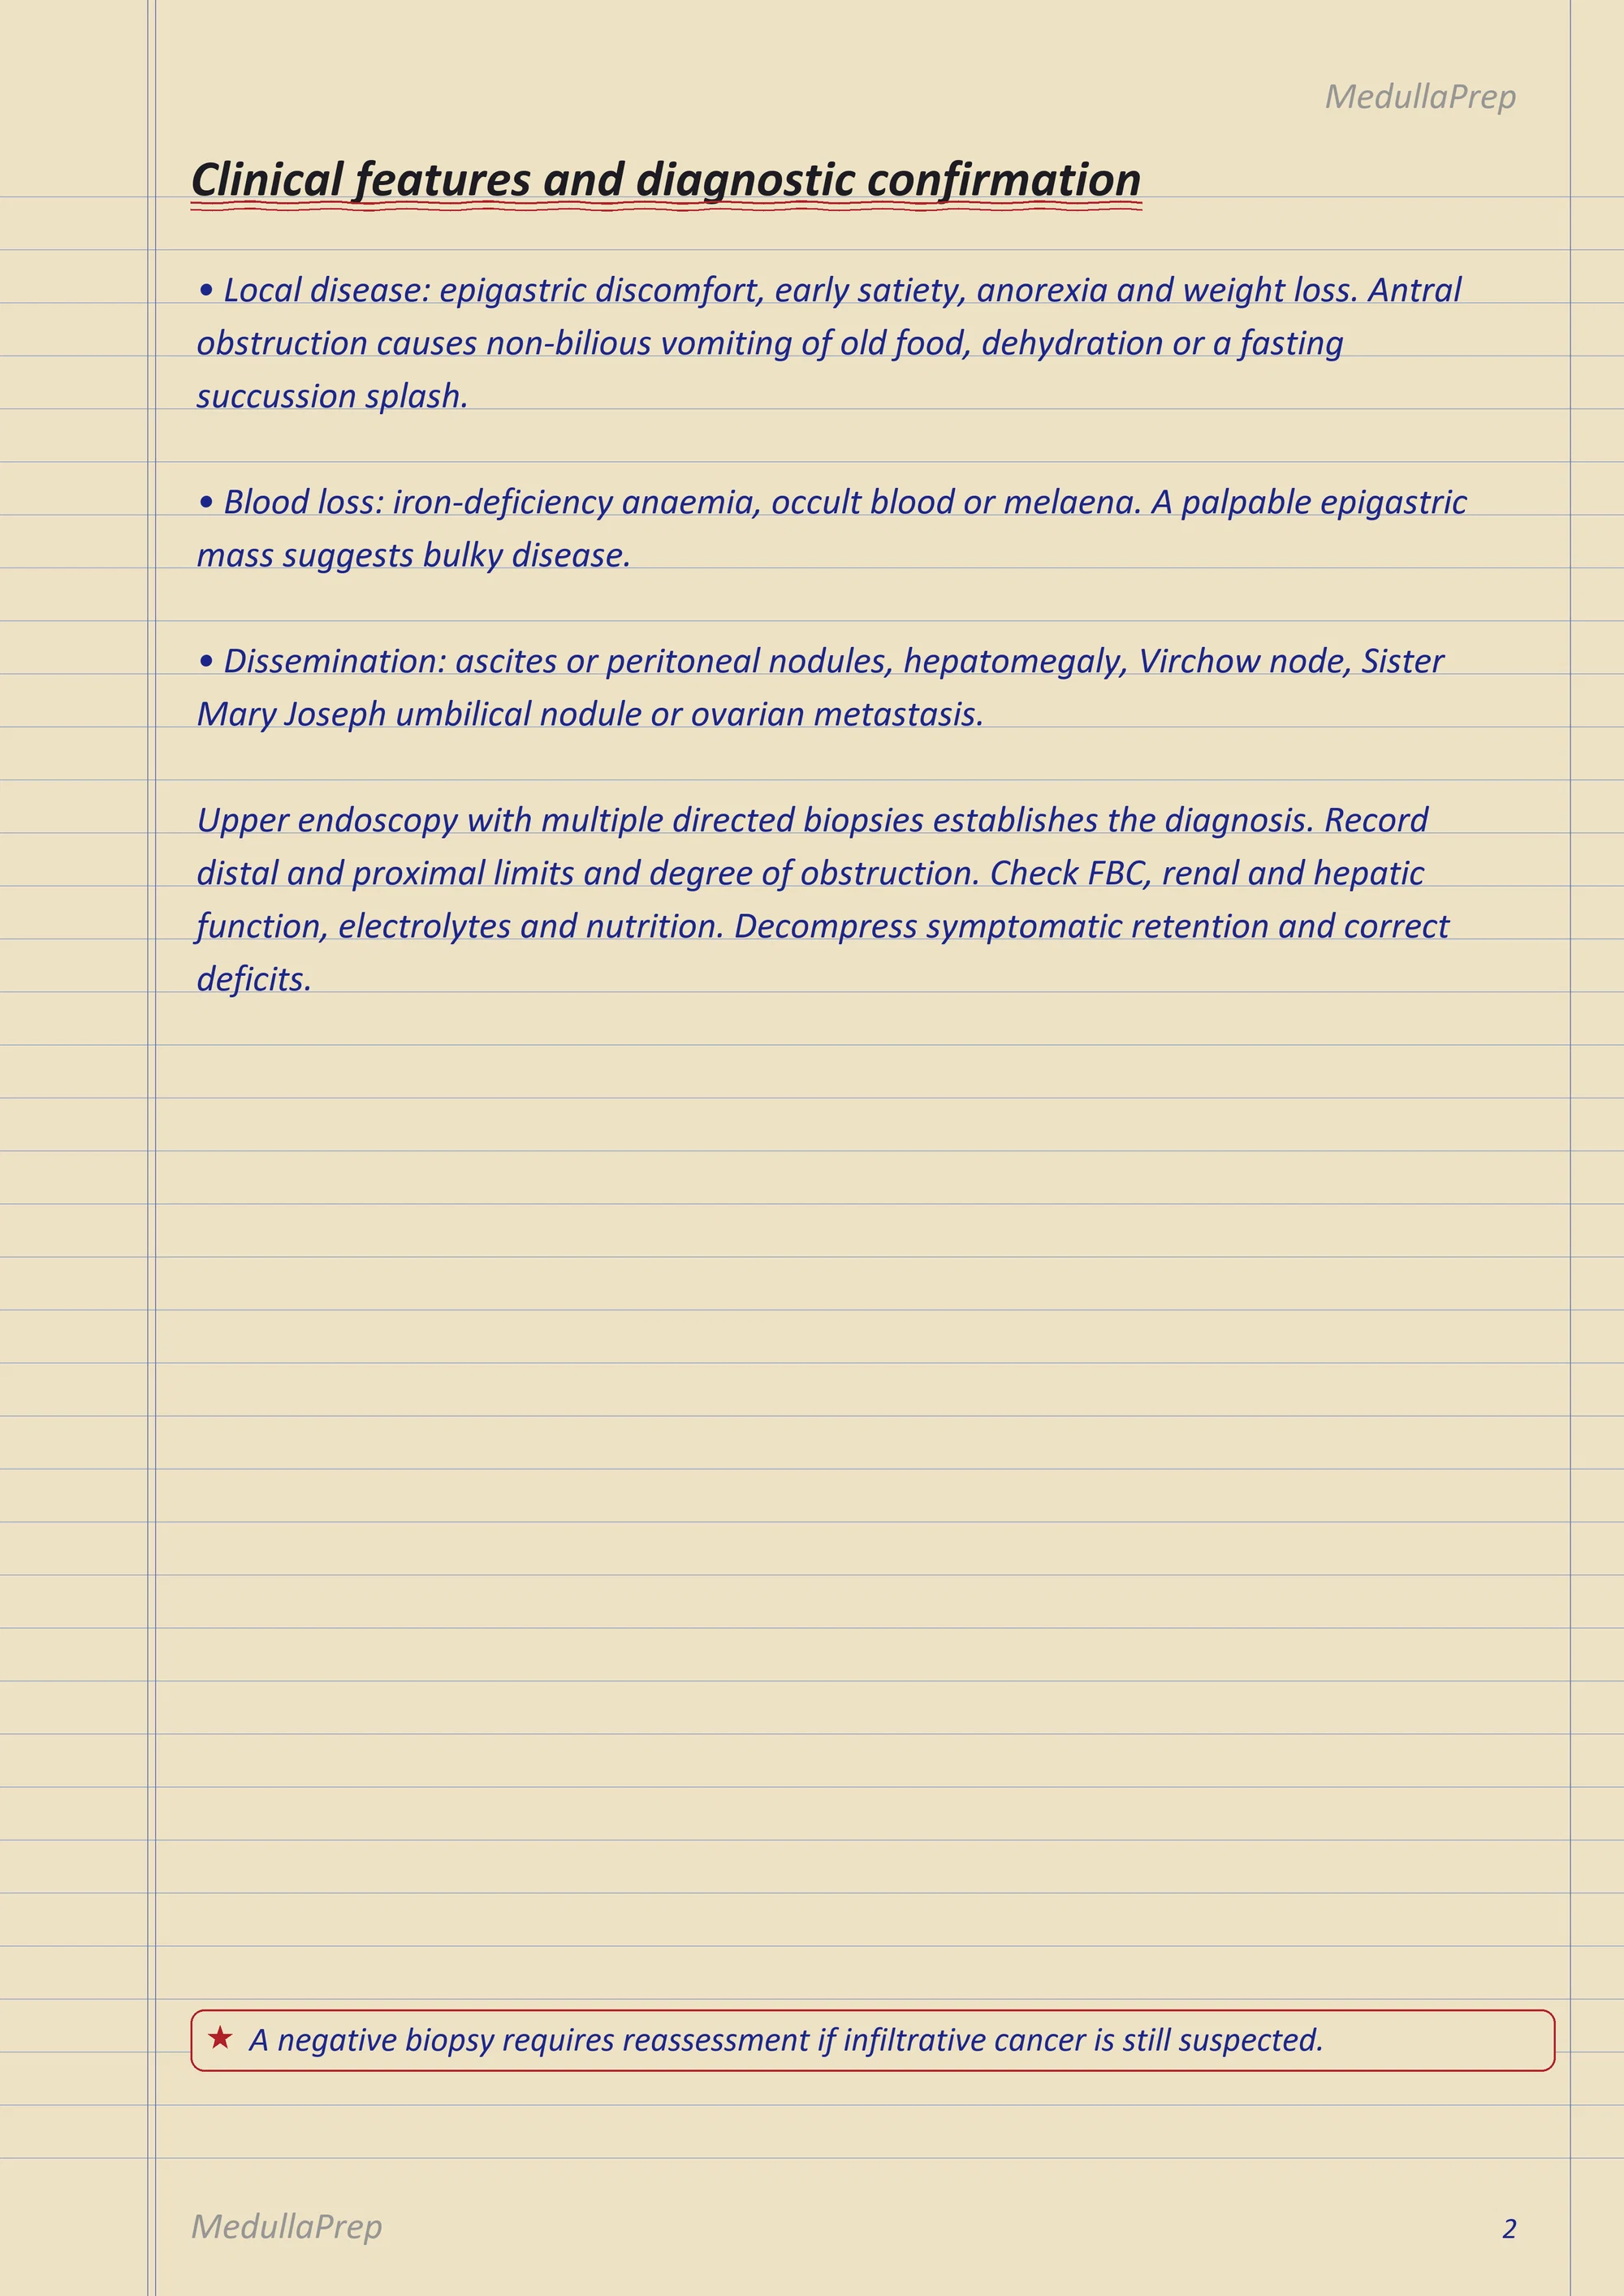 MedullaPrep
Clinical features and diagnostic confirmation
• Local disease: epigastric discomfort, early satiety, anorexia and weight loss. Antral
obstruction causes non-bilious vomiting of old food, dehydration or a fasting
succussion splash.
• Blood loss: iron-deficiency anaemia, occult blood or melaena. A palpable epigastric
mass suggests bulky disease.
• Dissemination: ascites or peritoneal nodules, hepatomegaly, Virchow node, Sister
Mary Joseph umbilical nodule or ovarian metastasis.
Upper endoscopy with multiple directed biopsies establishes the diagnosis. Record
distal and proximal limits and degree of obstruction. Check FBC, renal and hepatic
function, electrolytes and nutrition. Decompress symptomatic retention and correct
deficits.
★ A negative biopsy requires reassessment if infiltrative cancer is still suspected.
MedullaPrep
2